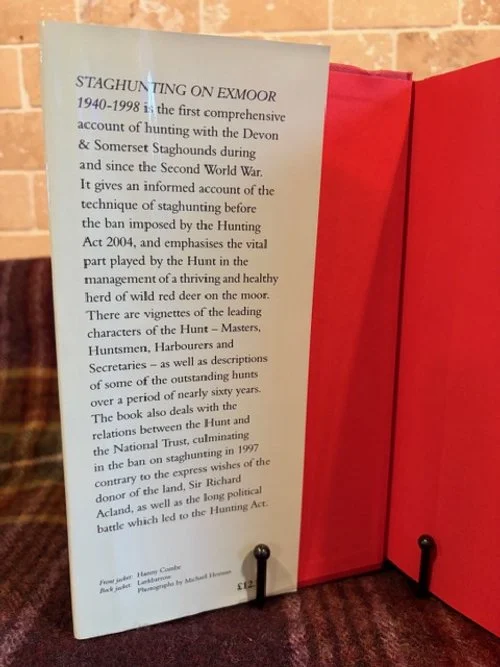 STAGHUNTING ON EXMOOR
1940-1998 is the first comprehensive
account of hunting with the Devon
& Somerset Staghounds during
and since the Second World War.
It gives an informed account of the
technique of staghunting before
the ban imposed by the Hunting
Act 2004, and emphasises the vital
part played by the Hunt in the
management of a thriving and healthy
herd of wild red deer on the moor.
There are vignettes of the leading
characters of the Hunt – Masters,
Huntsmen, Harbourers and
Secretaries – as well as descriptions
of some of the outstanding hunts
over a period of nearly sixty years.
The book also deals with the
relations between the Hunt and
the National Trust, culminating
in the ban on staghunting in 1997
contrary to the express wishes of the
donor of the land, Sir Richard
Acland, as well as the long political
battle which led to the Hunting Act.
Front jacket: Combe
Back jacket: Larkbarrow
Photographs by Michael